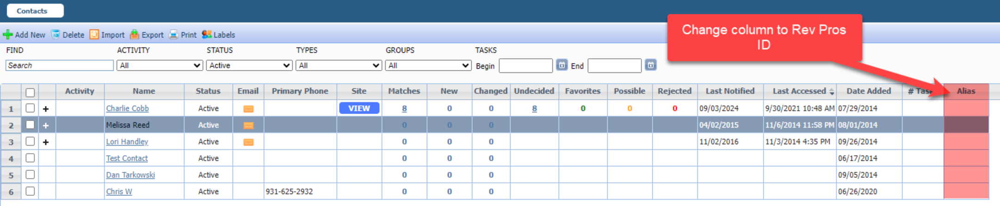 Contacts
Change column to Rev Pros
ID
Add New Delete Import Export Print Labels
FIND ACTIVITY STATUS TYPES GROUPS TASKS
Search All Active All All Begin End
Activity Name Status Email Primary Phone Site Matches New Changed Undecided Favorites Possible Rejected Last Notified Last Accessed Date Added # Alias
1 + Charlie Cobb Active VIEW 8 0 0 8 0 0 0 09/03/2024 9/30/2021 10:48 AM 07/29/2014
2 + Melissa Reed Active 0 0 0 04/02/2015 11/6/2014 11:58 PM 08/01/2014
3 + Lori Handley Active 0 0 0 11/02/2016 11/3/2014 4:35 PM 09/26/2014
4 Test Contact Active 0 0 0 06/17/2014
5 Dan Tarkowski Active 0 0 0 09/05/2014
6 Chris W Active 931-625-2932 0 0 0 06/26/2020